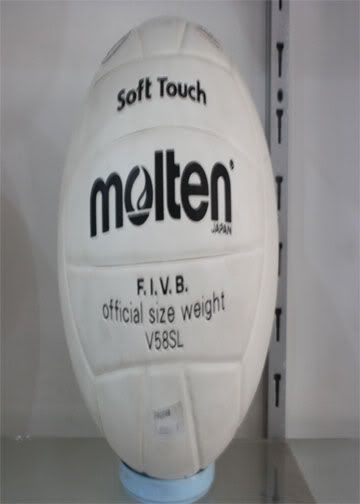 Soft Touch
molten
JAPAN
F.I.V.B.
official size weight
V58SL